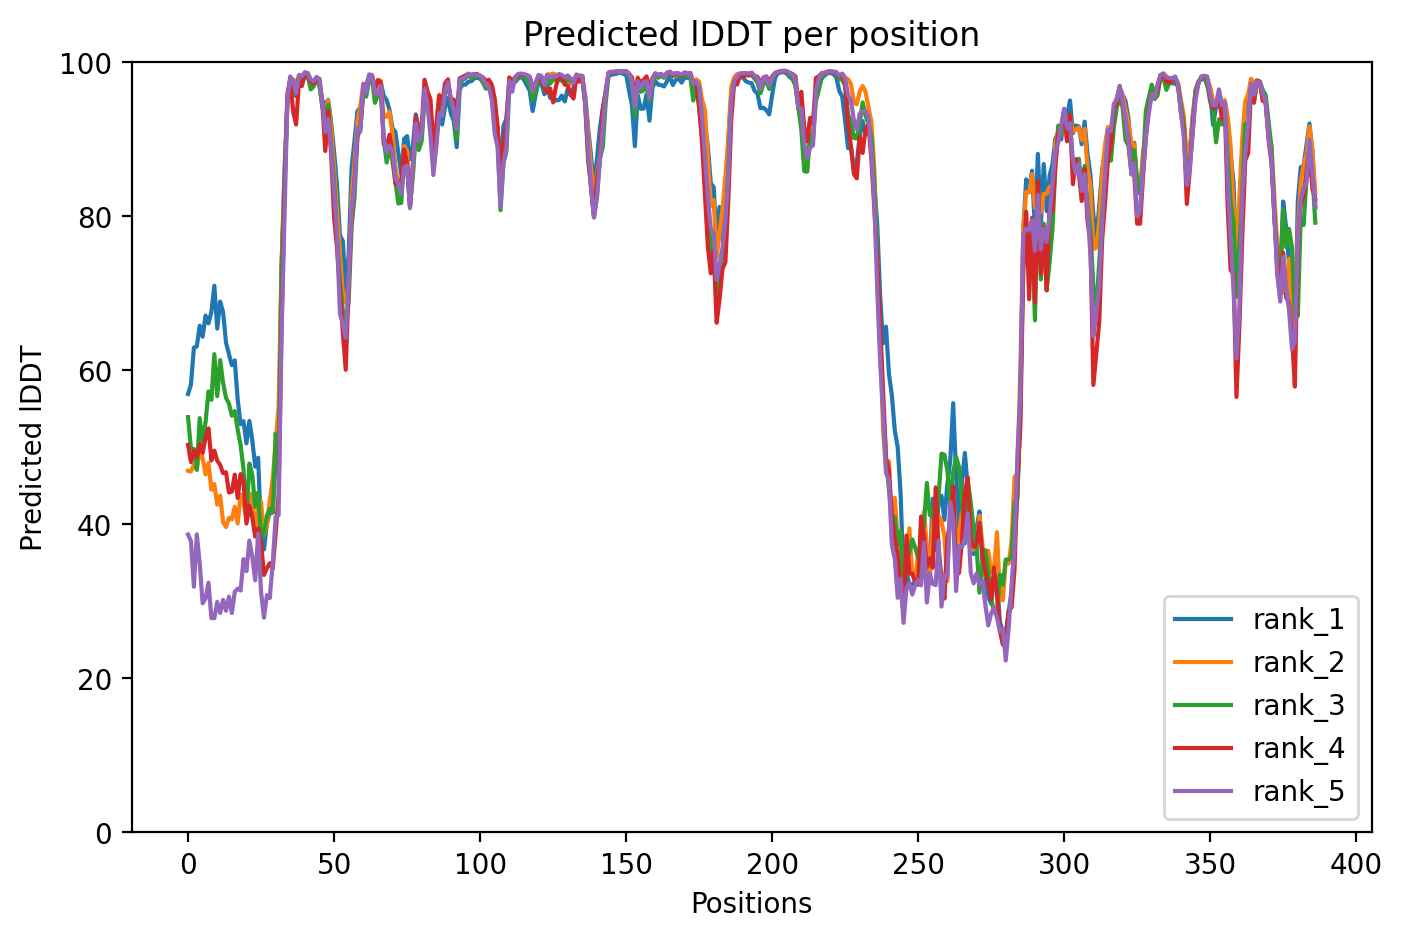 Predicted lDDT per position
Predicted lDDT
100
80
60
40
20
0
0 50 100 150 200 250 300 350 400
Positions
rank_1
rank_2
rank_3
rank_4
rank_5